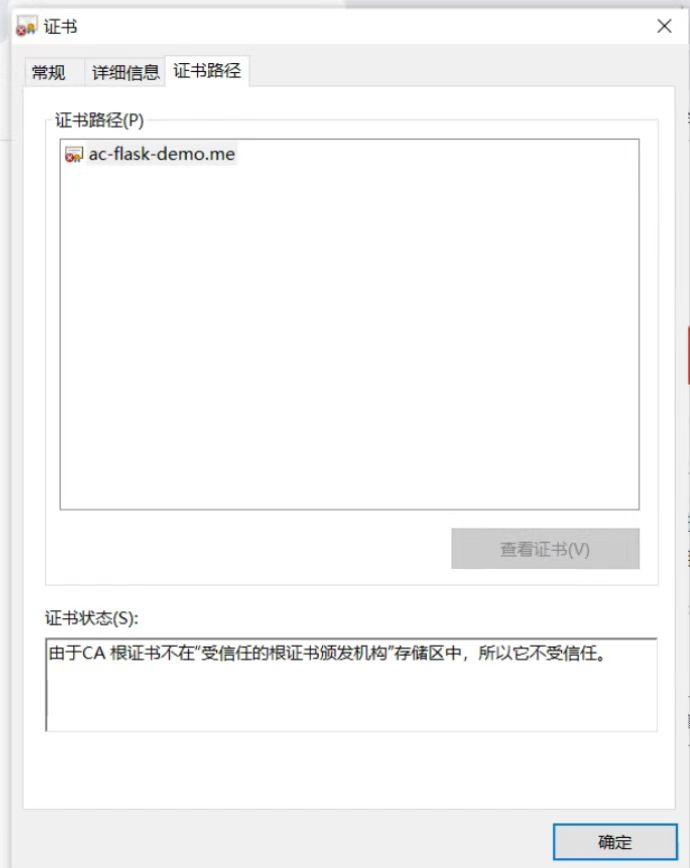 证书
常规
详细信息
证书路径
证书路径(P)
ac-flask-demo.me
查看证书(V)
证书状态(S):
由于CA 根证书不在“受信任的根证书颁发机构”存储区中，所以它不受信任。
确定